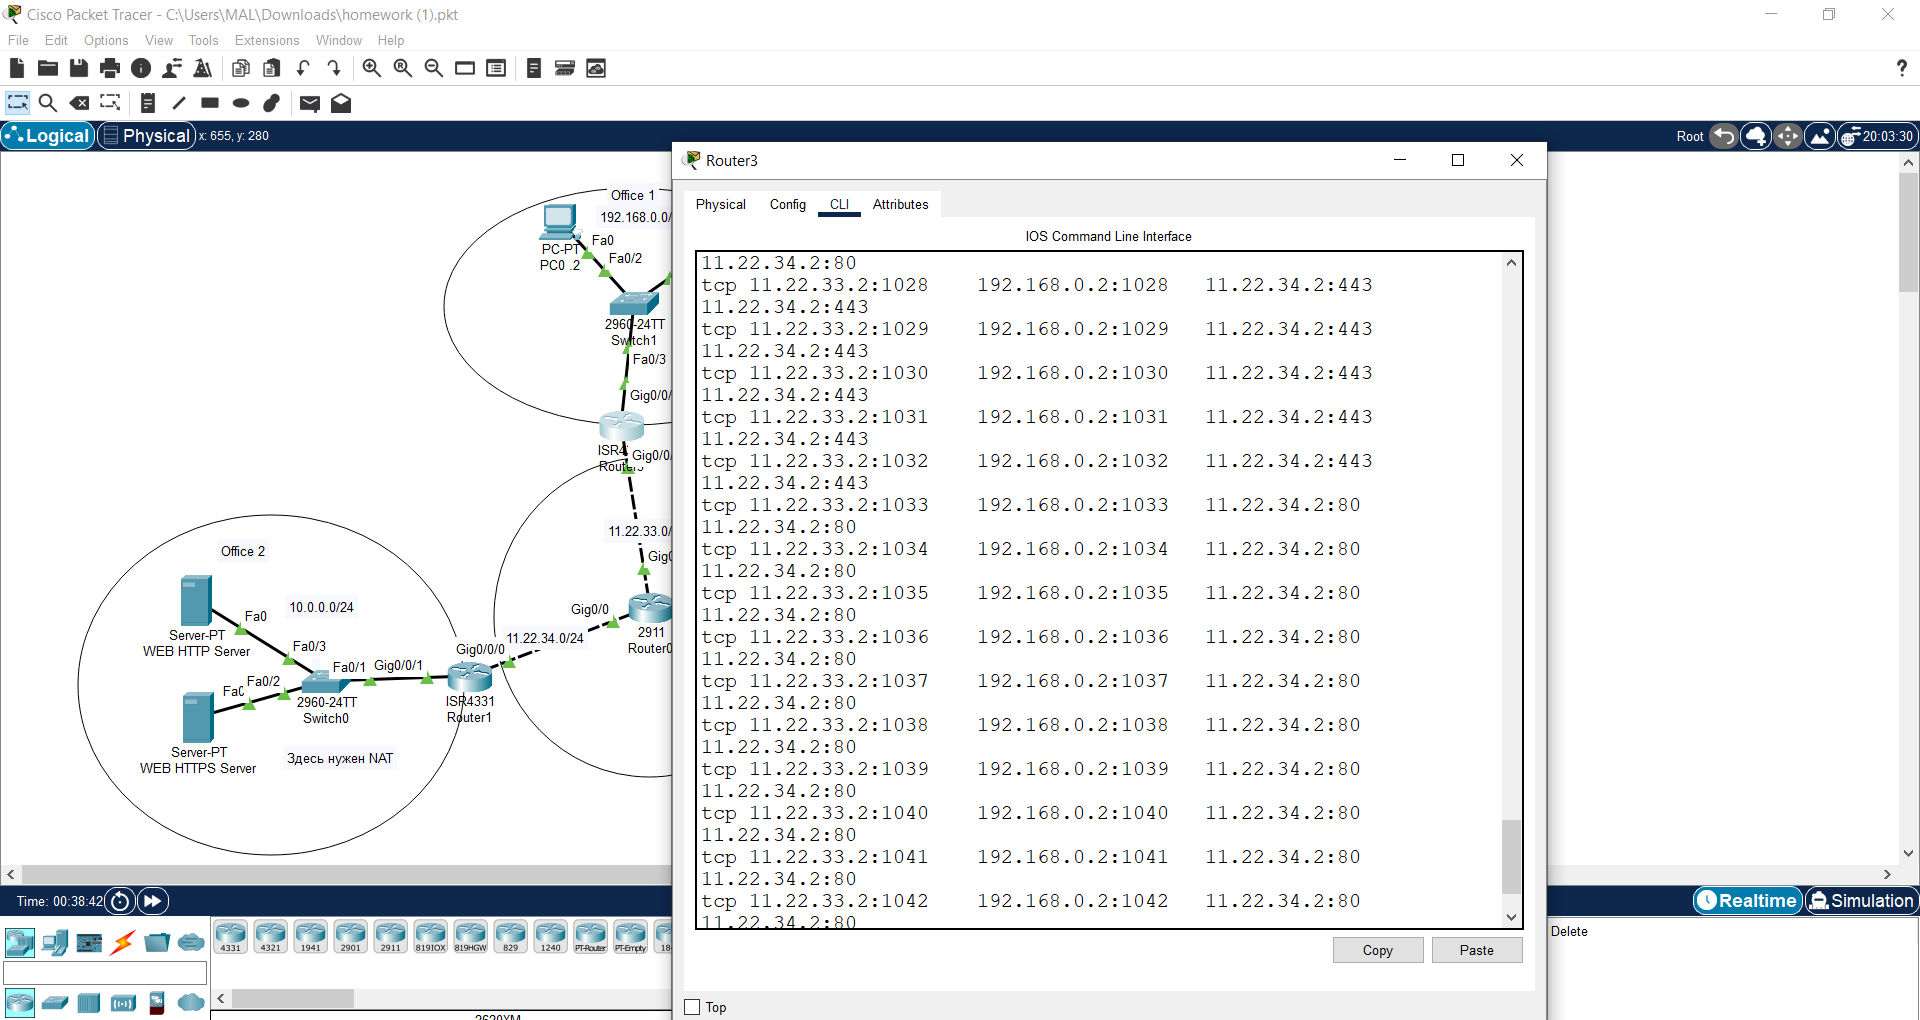 Cisco Packet Tracer - C:\Users\MAL\Downloads\homework (1).pkt
File Edit Options View Tools Extensions Window Help
?
Logical Physical x: 655, y: 280
Root 20:03:30
Office 1
192.168.0.0/
PC-PT
PC0 .2
Fa0
Fa0/2
2960-24TT
Switch1
Fa0/3
Gig0/0/
ISR4
Router3
Gig0/0/
11.22.33.0/
Gig0
Gig0/0
2911
Router0
11.22.34.0/24
Gig0/0/0
ISR4331
Router1
Office 2
10.0.0.0/24
Fa0
Server-PT
WEB HTTP Server
Fa0/3
Fa0/1 Gig0/0/1
Fa0 Fa0/2
2960-24TT
Switch0
Server-PT
WEB HTTPS Server
Здесь нужен NAT
Router3
Physical Config CLI Attributes
IOS Command Line Interface
11.22.34.2:80
tcp 11.22.33.2:1028 192.168.0.2:1028 11.22.34.2:443
11.22.34.2:443
tcp 11.22.33.2:1029 192.168.0.2:1029 11.22.34.2:443
11.22.34.2:443
tcp 11.22.33.2:1030 192.168.0.2:1030 11.22.34.2:443
11.22.34.2:443
tcp 11.22.33.2:1031 192.168.0.2:1031 11.22.34.2:443
11.22.34.2:443
tcp 11.22.33.2:1032 192.168.0.2:1032 11.22.34.2:443
11.22.34.2:443
tcp 11.22.33.2:1033 192.168.0.2:1033 11.22.34.2:80
11.22.34.2:80
tcp 11.22.33.2:1034 192.168.0.2:1034 11.22.34.2:80
11.22.34.2:80
tcp 11.22.33.2:1035 192.168.0.2:1035 11.22.34.2:80
11.22.34.2:80
tcp 11.22.33.2:1036 192.168.0.2:1036 11.22.34.2:80
11.22.34.2:80
tcp 11.22.33.2:1037 192.168.0.2:1037 11.22.34.2:80
11.22.34.2:80
tcp 11.22.33.2:1038 192.168.0.2:1038 11.22.34.2:80
11.22.34.2:80
tcp 11.22.33.2:1039 192.168.0.2:1039 11.22.34.2:80
11.22.34.2:80
tcp 11.22.33.2:1040 192.168.0.2:1040 11.22.34.2:80
11.22.34.2:80
tcp 11.22.33.2:1041 192.168.0.2:1041 11.22.34.2:80
11.22.34.2:80
tcp 11.22.33.2:1042 192.168.0.2:1042 11.22.34.2:80
11.22.34.2:80
Copy Paste
Top
Time: 00:38:42
Realtime Simulation
4331 4321 1941 2901 2911 819IOX 819HGW 829 1240 PT-Router PT-Empty 18
Delete
2620XM